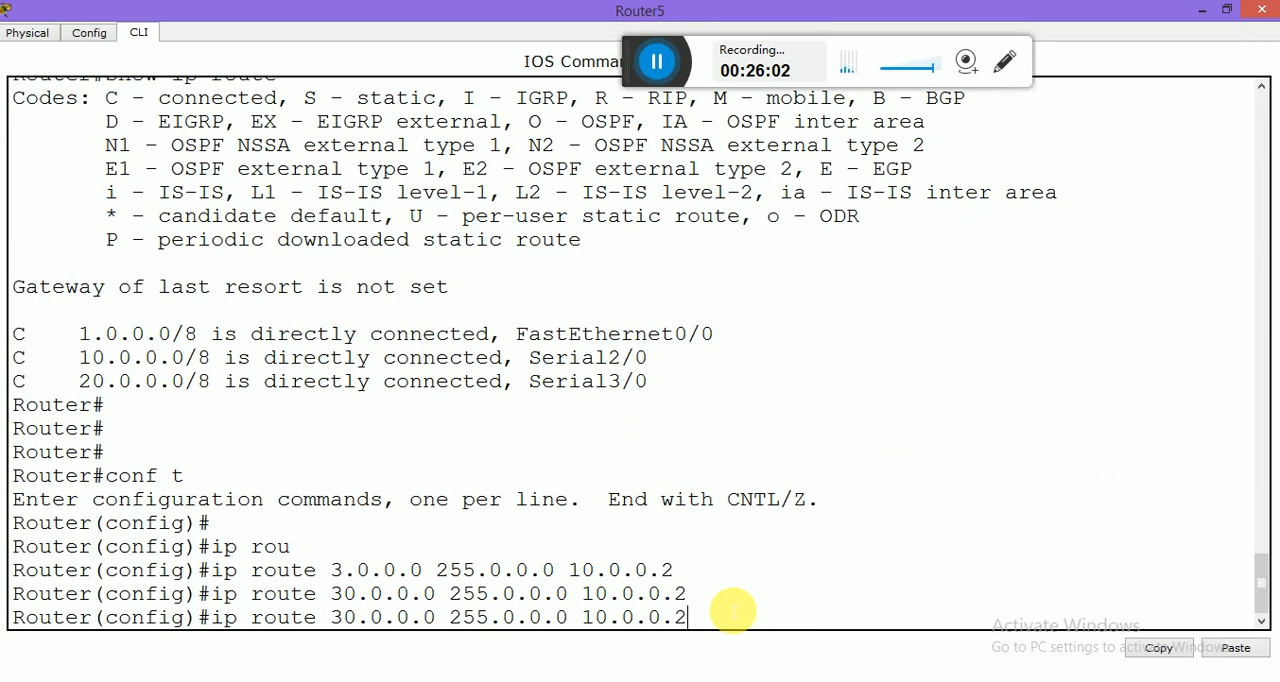 Router5
Physical
Config
CLI
Recording...
00:26:02
IOS Comma
Router#show ip route
Codes: C - connected, S - static, I - IGRP, R - RIP, M - mobile, B - BGP
D - EIGRP, EX - EIGRP external, O - OSPF, IA - OSPF inter area
N1 - OSPF NSSA external type 1, N2 - OSPF NSSA external type 2
E1 - OSPF external type 1, E2 - OSPF external type 2, E - EGP
i - IS-IS, L1 - IS-IS level-1, L2 - IS-IS level-2, ia - IS-IS inter area
* - candidate default, U - per-user static route, o - ODR
P - periodic downloaded static route
Gateway of last resort is not set
C    1.0.0.0/8 is directly connected, FastEthernet0/0
C    10.0.0.0/8 is directly connected, Serial2/0
C    20.0.0.0/8 is directly connected, Serial3/0
Router#
Router#
Router#
Router#conf t
Enter configuration commands, one per line.  End with CNTL/Z.
Router(config)#
Router(config)#ip rou
Router(config)#ip route 3.0.0.0 255.0.0.0 10.0.0.2
Router(config)#ip route 30.0.0.0 255.0.0.0 10.0.0.2
Router(config)#ip route 30.0.0.0 255.0.0.0 10.0.0.2
Activate Windows
Go to PC settings to activate Windows.
Copy
Paste